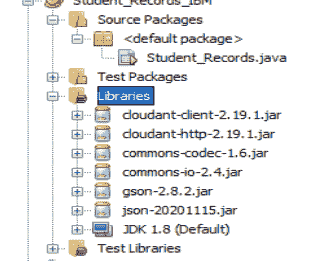 Student_Records_IBM
Source Packages
<default package>
Student_Records.java
Test Packages
Libraries
cloudant-client-2.19.1.jar
cloudant-http-2.19.1.jar
commons-codec-1.6.jar
commons-io-2.4.jar
gson-2.8.2.jar
json-20201115.jar
JDK 1.8 (Default)
Test Libraries